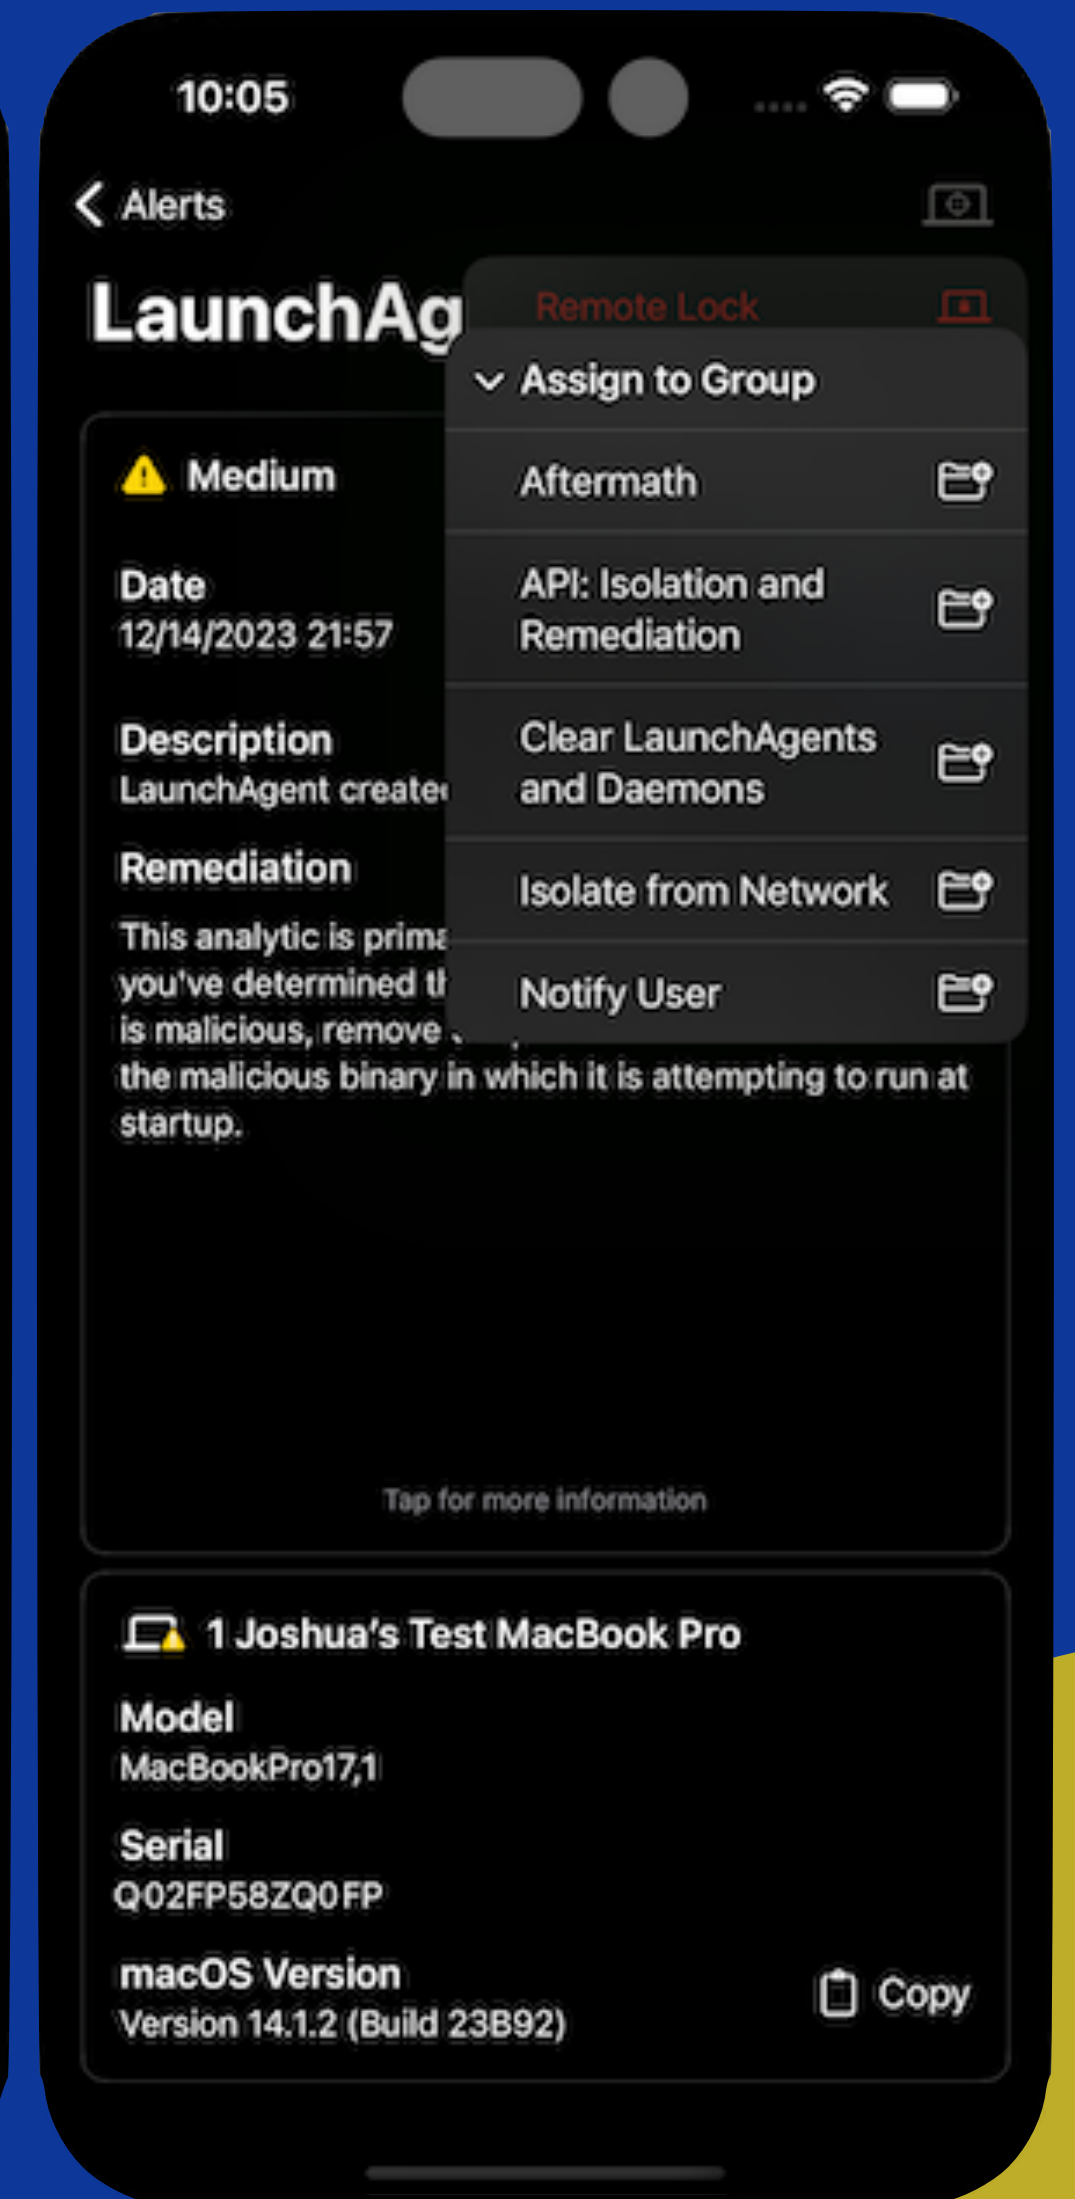 10:05
Alerts
LaunchAg
Remote Lock
Assign to Group
Aftermath
API: Isolation and
Remediation
Clear LaunchAgents
and Daemons
Isolate from Network
Notify User
Medium
Date
12/14/2023 21:57
Description
LaunchAgent create
Remediation
This analytic is prima
you've determined th
is malicious, remove
the malicious binary in which it is attempting to run at
startup.
Tap for more information
1 Joshua's Test MacBook Pro
Model
MacBookPro17,1
Serial
Q02FP58ZQ0FP
macOS Version
Version 14.1.2 (Build 23B92)
Copy